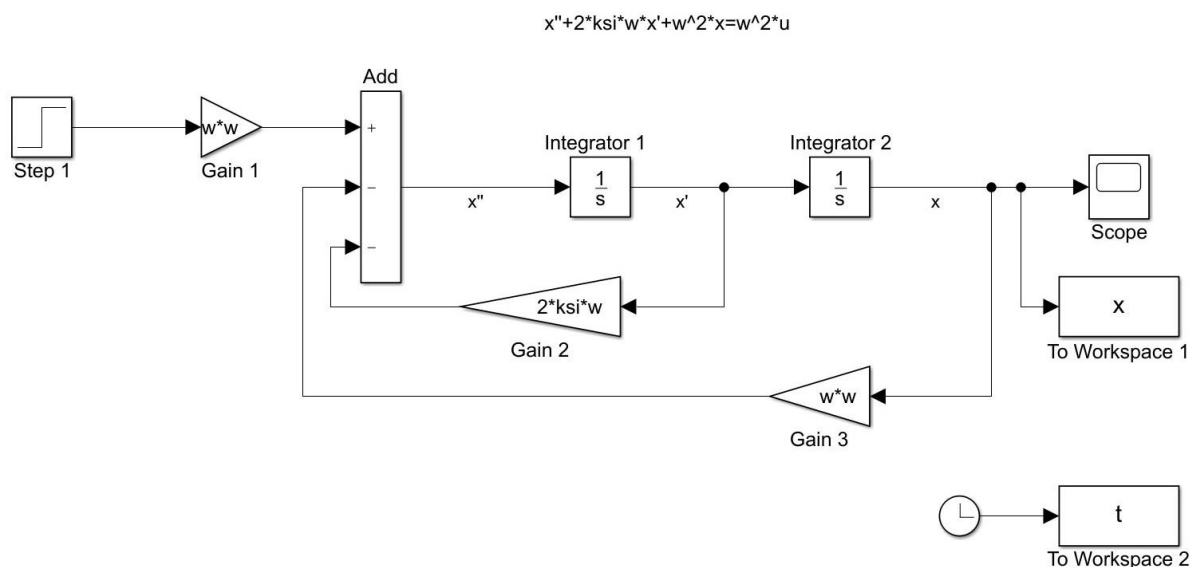 x"+2*ksi*w*x'+w^2*x=w^2*u
Add
Step 1
w*w
Gain 1
+
−
−
x"
Integrator 1
1
s
x'
Integrator 2
1
s
x
Scope
2*ksi*w
Gain 2
x
To Workspace 1
w*w
Gain 3
t
To Workspace 2